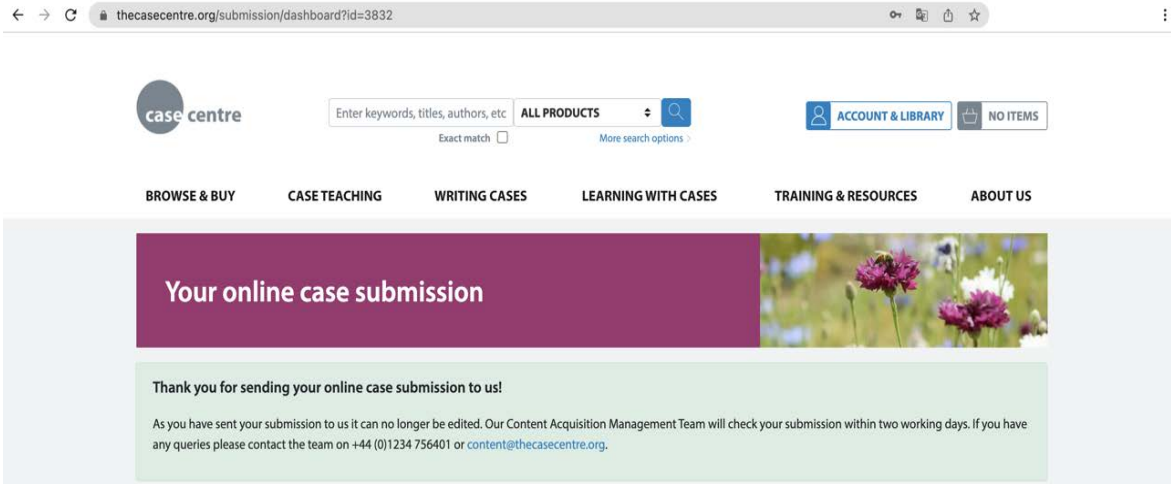 thecasecentre.org/submission/dashboard?id=3832
case centre
Enter keywords, titles, authors, etc ALL PRODUCTS
Exact match More search options
ACCOUNT & LIBRARY NO ITEMS
BROWSE & BUY CASE TEACHING WRITING CASES LEARNING WITH CASES TRAINING & RESOURCES ABOUT US
Your online case submission
Thank you for sending your online case submission to us!
As you have sent your submission to us it can no longer be edited. Our Content Acquisition Management Team will check your submission within two working days. If you have
any queries please contact the team on +44 (0)1234 756401 or content@thecasecentre.org.